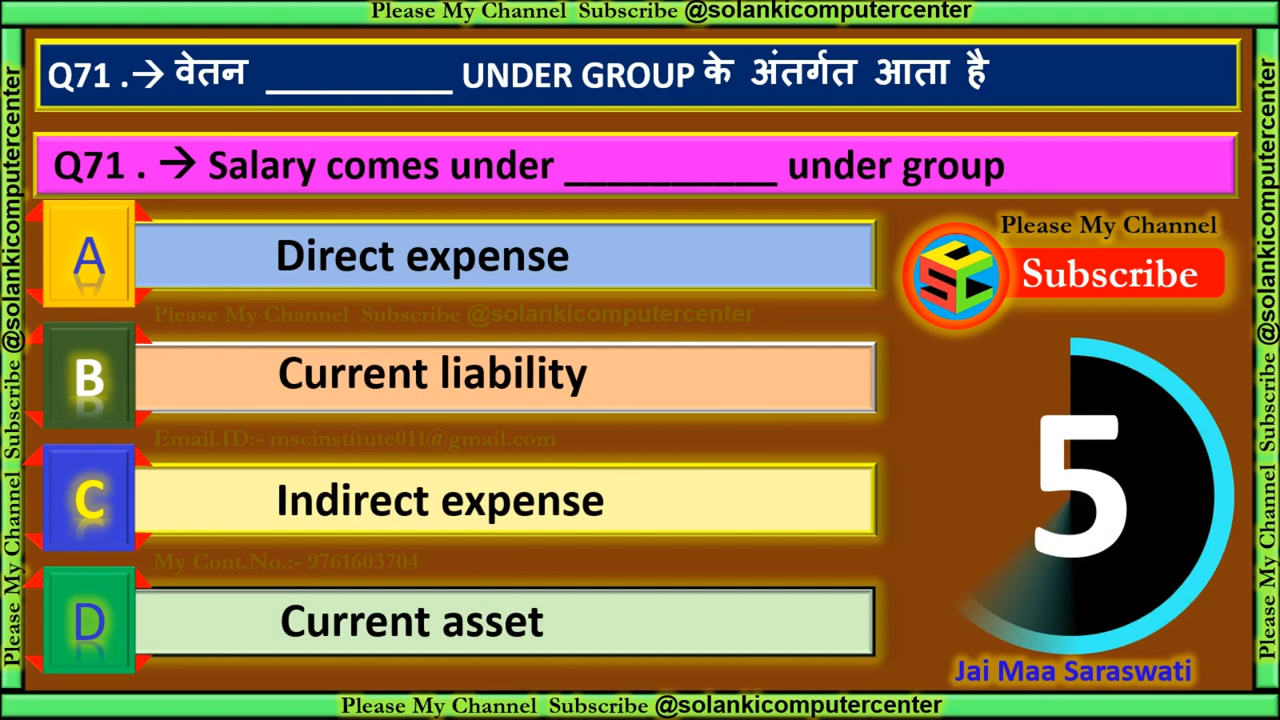 Please My Channel Subscribe @solankicomputercenter
Q71 .→ वेतन __________ UNDER GROUP के अंतर्गत आता है
Q71 . → Salary comes under __________ under group
A Direct expense
Please My Channel Subscribe @solankicomputercenter
B Current liability
Email.ID:- mscinstitute011@gmail.com
C Indirect expense
My Cont.No.:- 9761603704
D Current asset
Please My Channel
Subscribe
SCC
5
Jai Maa Saraswati
Please My Channel Subscribe @solankicomputercenter
Please My Channel Subscribe @solankicomputercenter
Please My Channel Subscribe @solankicomputercenter